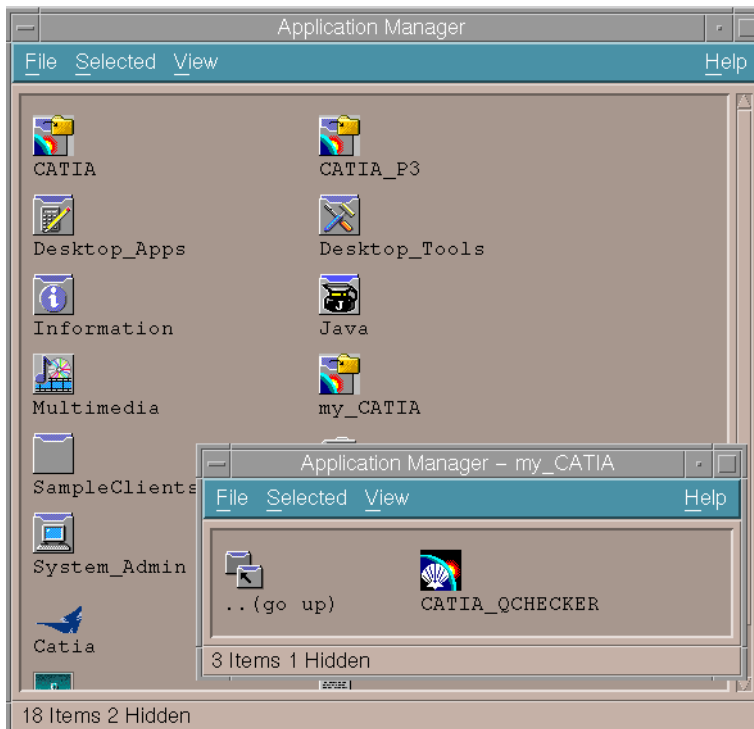 Application Manager
File Selected View Help
CATIA CATIA_P3
Desktop_Apps Desktop_Tools
Information Java
Multimedia my_CATIA
SampleClients
System_Admin
Catia
18 Items 2 Hidden
Application Manager – my_CATIA
File Selected View Help
..(go up) CATIA_QCHECKER
3 Items 1 Hidden